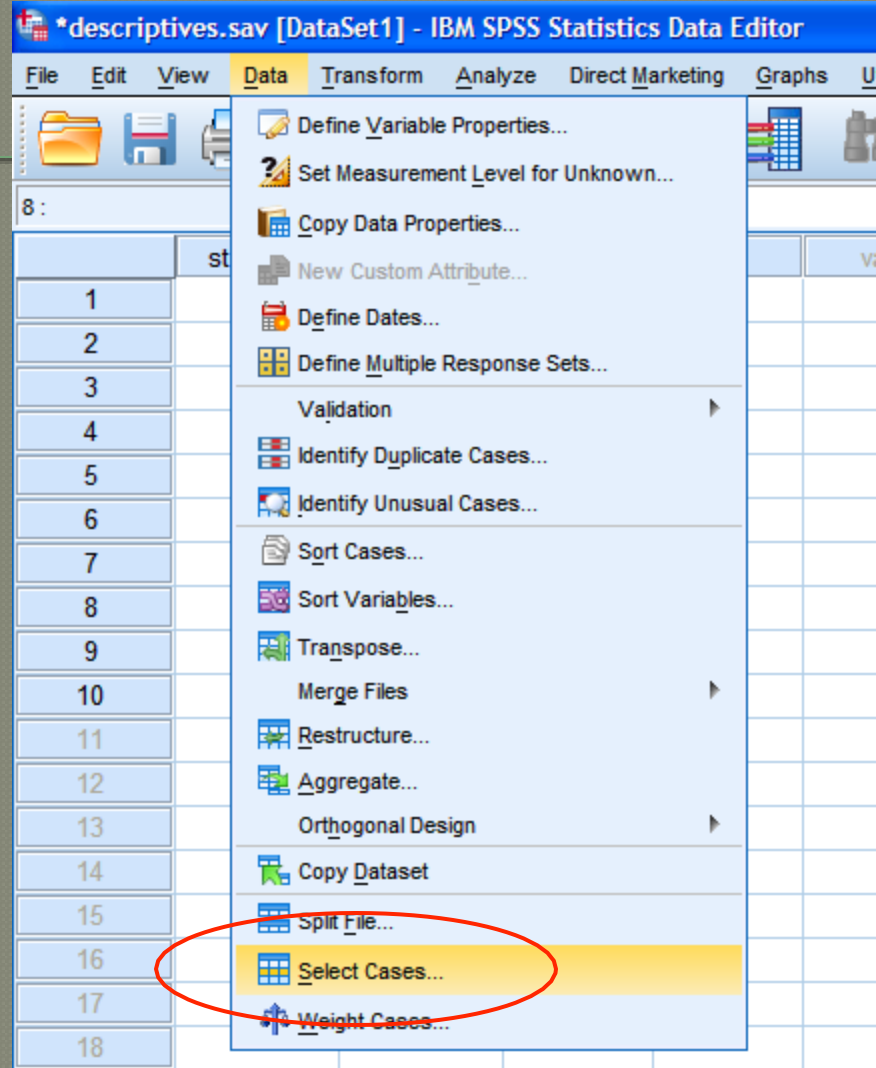 *descriptives.sav [DataSet1] - IBM SPSS Statistics Data Editor
File Edit View Data Transform Analyze Direct Marketing Graphs U
Define Variable Properties...
Set Measurement Level for Unknown...
8 :
Copy Data Properties...
st va
New Custom Attribute...
1
Define Dates...
2
Define Multiple Response Sets...
3
Validation
4
Identify Duplicate Cases...
5
Identify Unusual Cases...
6
Sort Cases...
7
Sort Variables...
8
Transpose...
9
Merge Files
10
Restructure...
11
Aggregate...
12
Orthogonal Design
13
Copy Dataset
14
Split File...
15
Select Cases...
16
Weight Cases...
17
18